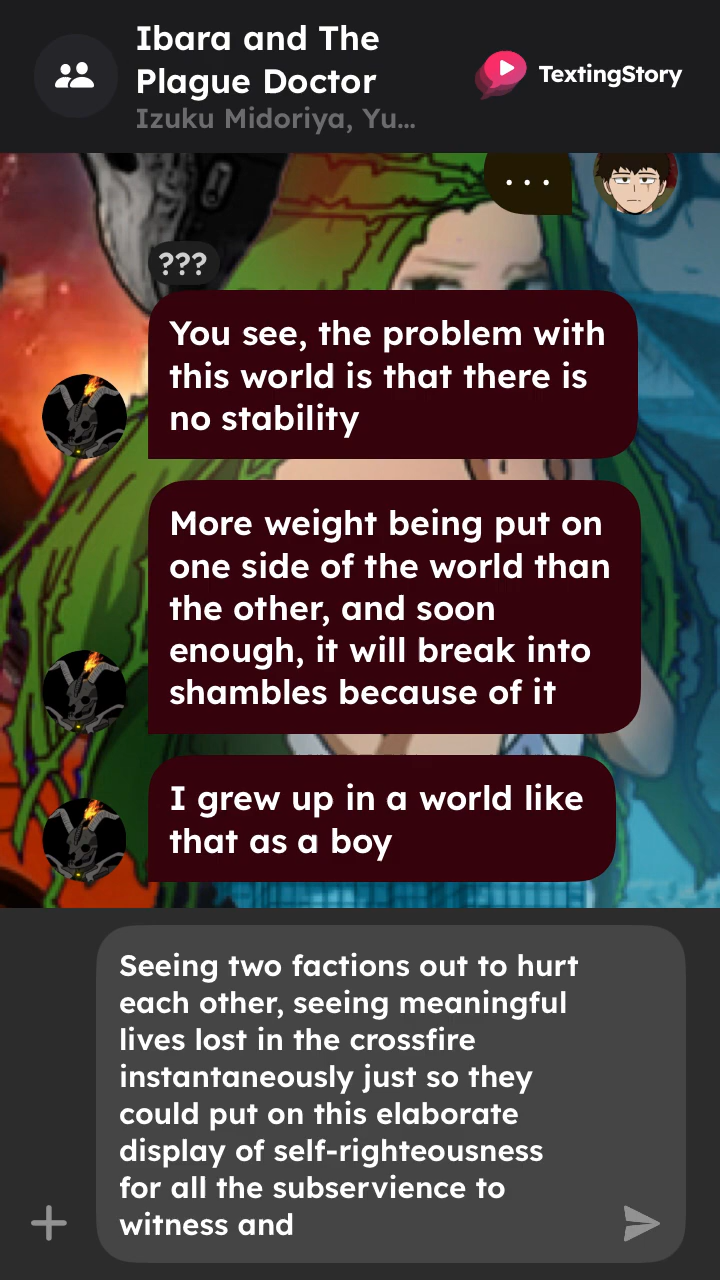 Ibara and The
Plague Doctor
Izuku Midoriya, Yu...
TextingStory
...
???
You see, the problem with
this world is that there is
no stability
More weight being put on
one side of the world than
the other, and soon
enough, it will break into
shambles because of it
I grew up in a world like
that as a boy
Seeing two factions out to hurt
each other, seeing meaningful
lives lost in the crossfire
instantaneously just so they
could put on this elaborate
display of self-righteousness
for all the subservience to
witness and